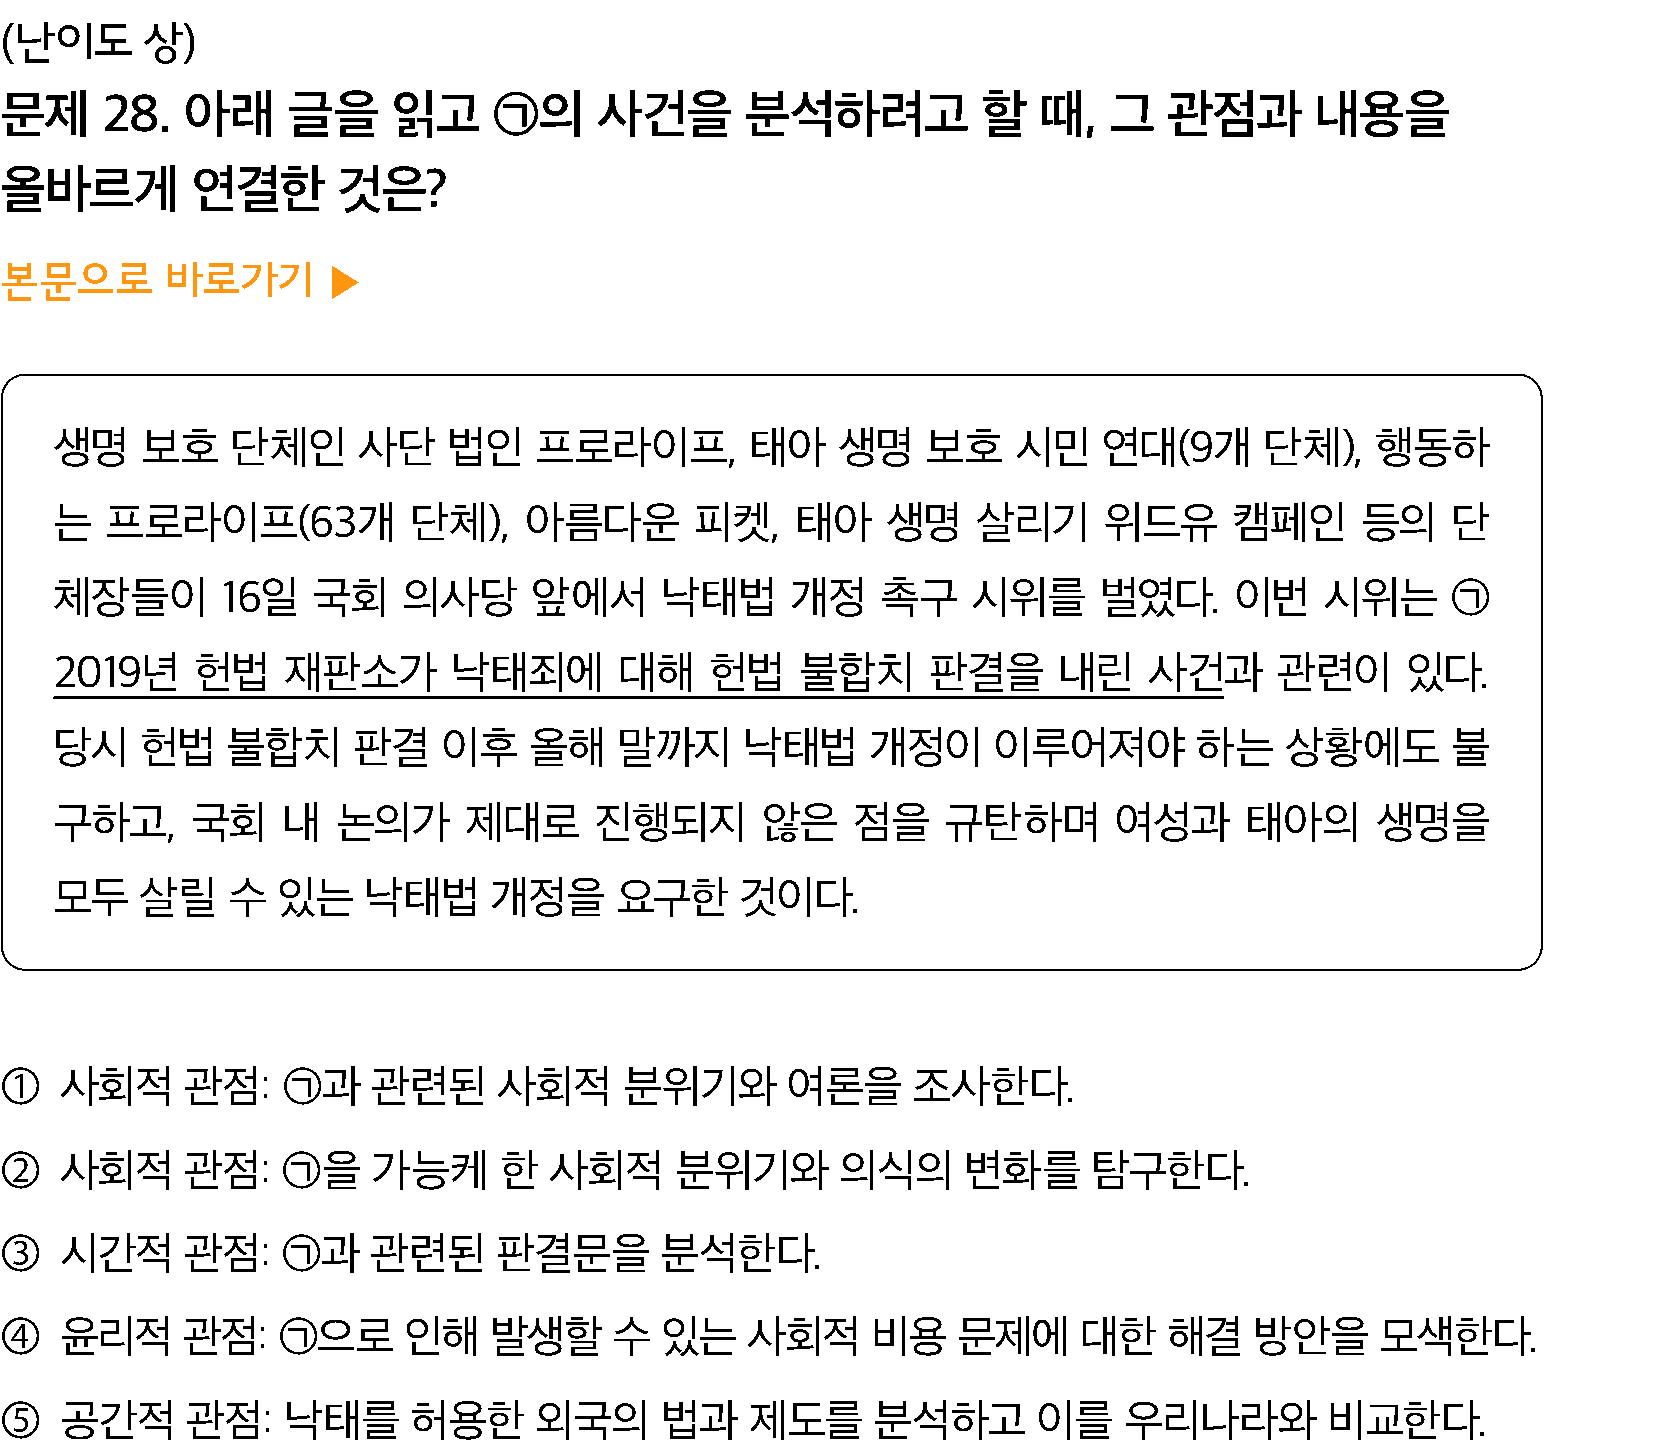 (난이도 상)
문제 28. 아래 글을 읽고 ㉠의 사건을 분석하려고 할 때, 그 관점과 내용을
올바르게 연결한 것은?
본문으로 바로가기 ▶
생명 보호 단체인 사단 법인 프로라이프, 태아 생명 보호 시민 연대(9개 단체), 행동하
는 프로라이프(63개 단체), 아름다운 피켓, 태아 생명 살리기 위드유 캠페인 등의 단
체장들이 16일 국회 의사당 앞에서 낙태법 개정 촉구 시위를 벌였다. 이번 시위는 ㉠
2019년 헌법 재판소가 낙태죄에 대해 헌법 불합치 판결을 내린 사건과 관련이 있다.
당시 헌법 불합치 판결 이후 올해 말까지 낙태법 개정이 이루어져야 하는 상황에도 불
구하고, 국회 내 논의가 제대로 진행되지 않은 점을 규탄하며 여성과 태아의 생명을
모두 살릴 수 있는 낙태법 개정을 요구한 것이다.
① 사회적 관점: ㉠과 관련된 사회적 분위기와 여론을 조사한다.
② 사회적 관점: ㉠을 가능케 한 사회적 분위기와 의식의 변화를 탐구한다.
③ 시간적 관점: ㉠과 관련된 판결문을 분석한다.
④ 윤리적 관점: ㉠으로 인해 발생할 수 있는 사회적 비용 문제에 대한 해결 방안을 모색한다.
⑤ 공간적 관점: 낙태를 허용한 외국의 법과 제도를 분석하고 이를 우리나라와 비교한다.